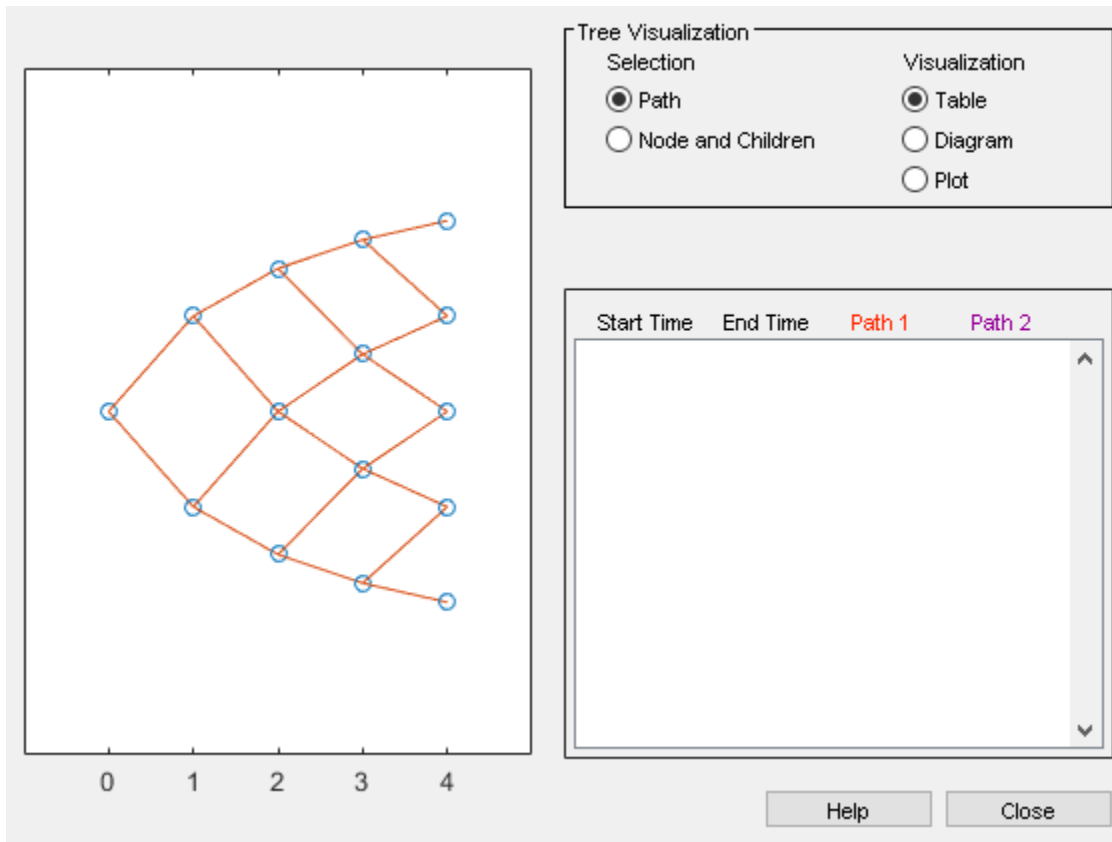 Tree Visualization
Selection
Path
Node and Children
Visualization
Table
Diagram
Plot
Start Time End Time Path 1 Path 2
0 1 2 3 4
Help Close